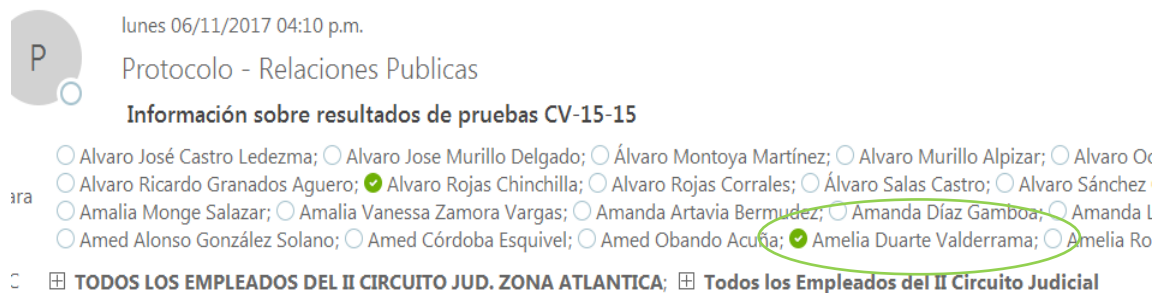 P
lunes 06/11/2017 04:10 p.m.
Protocolo - Relaciones Publicas
Información sobre resultados de pruebas CV-15-15
Alvaro José Castro Ledezma; Alvaro Jose Murillo Delgado; Álvaro Montoya Martínez; Alvaro Murillo Alpizar; Alvaro
ara Alvaro Ricardo Granados Aguero; Alvaro Rojas Chinchilla; Alvaro Rojas Corrales; Álvaro Salas Castro; Alvaro Sánchez
Amalia Monge Salazar; Amalia Vanessa Zamora Vargas; Amanda Artavia Bermudez; Amanda Díaz Gamboa; Amanda
Amed Alonso González Solano; Amed Córdoba Esquivel; Amed Obando Acuña; Amelia Duarte Valderrama; Amelia
TODOS LOS EMPLEADOS DEL II CIRCUITO JUD. ZONA ATLANTICA; Todos los Empleados del II Circuito Judicial